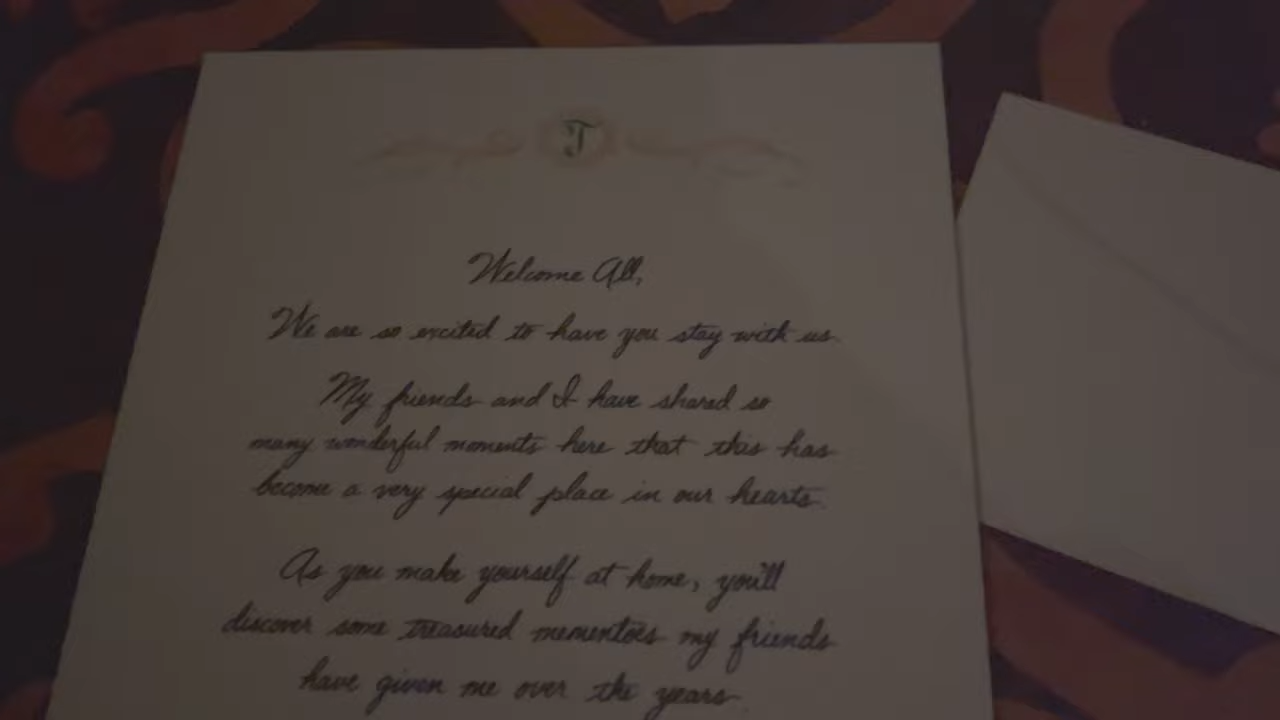 T
Welcome All,
We are so excited to have you stay with us.
My friends and I have shared so
many wonderful moments here that this has
become a very special place in our hearts.
As you make yourself at home, you'll
discover some treasured mementoes my friends
have given me over the years.